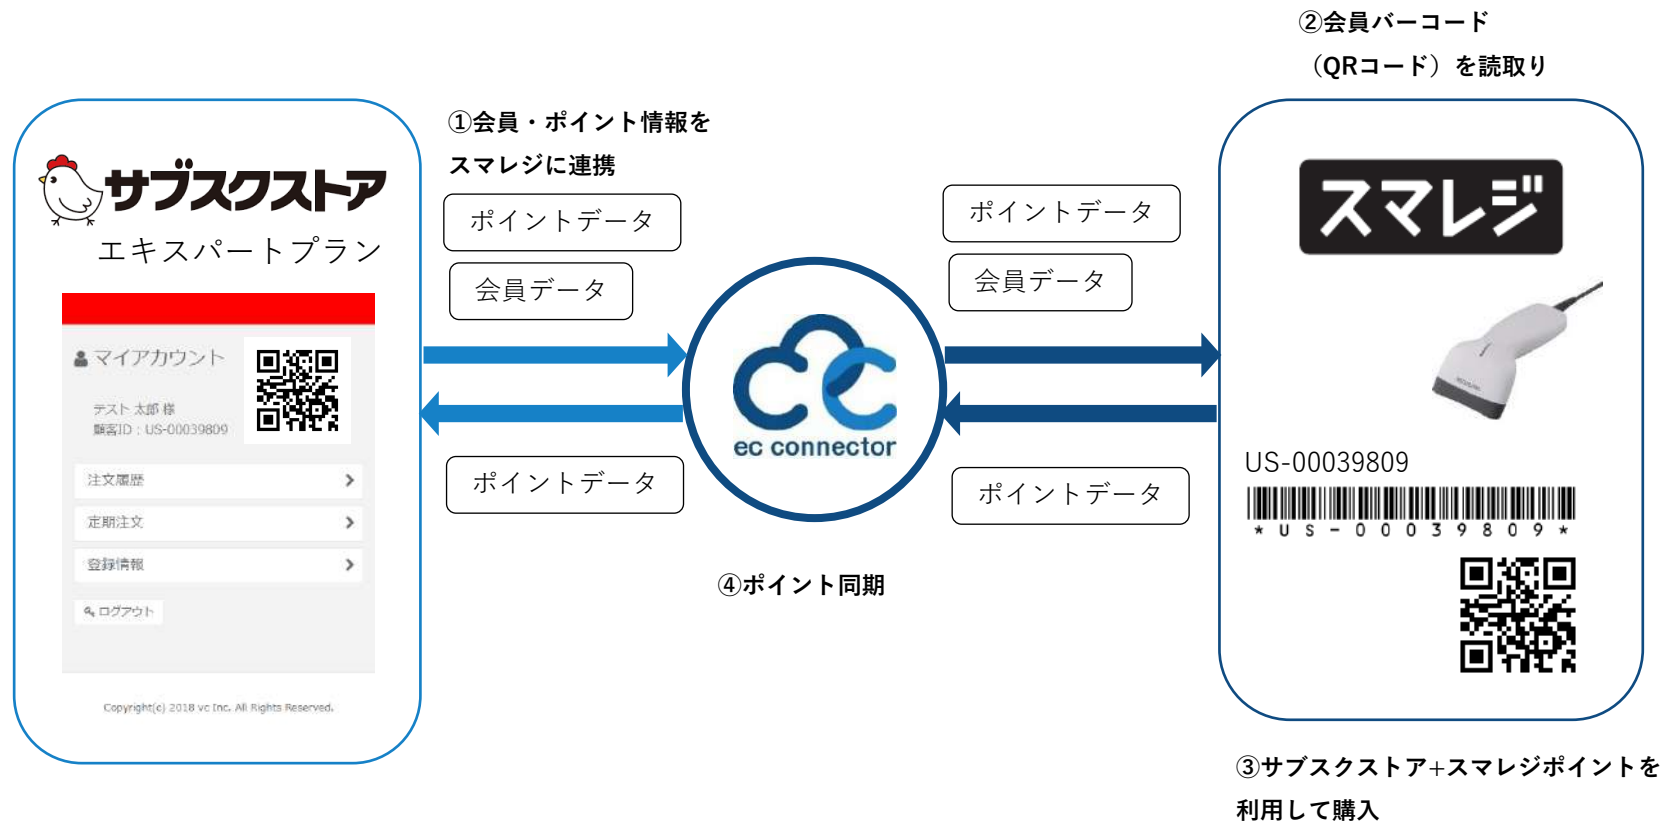 ②会員バーコード
（QRコード）を読取り
①会員・ポイント情報を
スマレジに連携
サブスクストア
エキスパートプラン
マイアカウント
テスト 太郎 様
顧客ID：US-00039809
注文履歴
定期注文
登録情報
ログアウト
Copyright(c) 2018 vc Inc. All Rights Reserved.
ポイントデータ
会員データ
ポイントデータ
ec connector
④ポイント同期
ポイントデータ
会員データ
ポイントデータ
スマレジ
US-00039809
*US-00039809*
③サブスクストア+スマレジポイントを
利用して購入